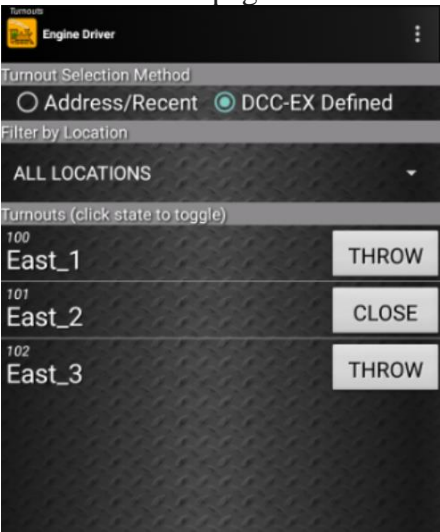 Turnouts
Engine Driver
Turnout Selection Method
Address/Recent DCC-EX Defined
Filter by Location
ALL LOCATIONS
Turnouts (click state to toggle)
100
East_1 THROW
101
East_2 CLOSE
102
East_3 THROW